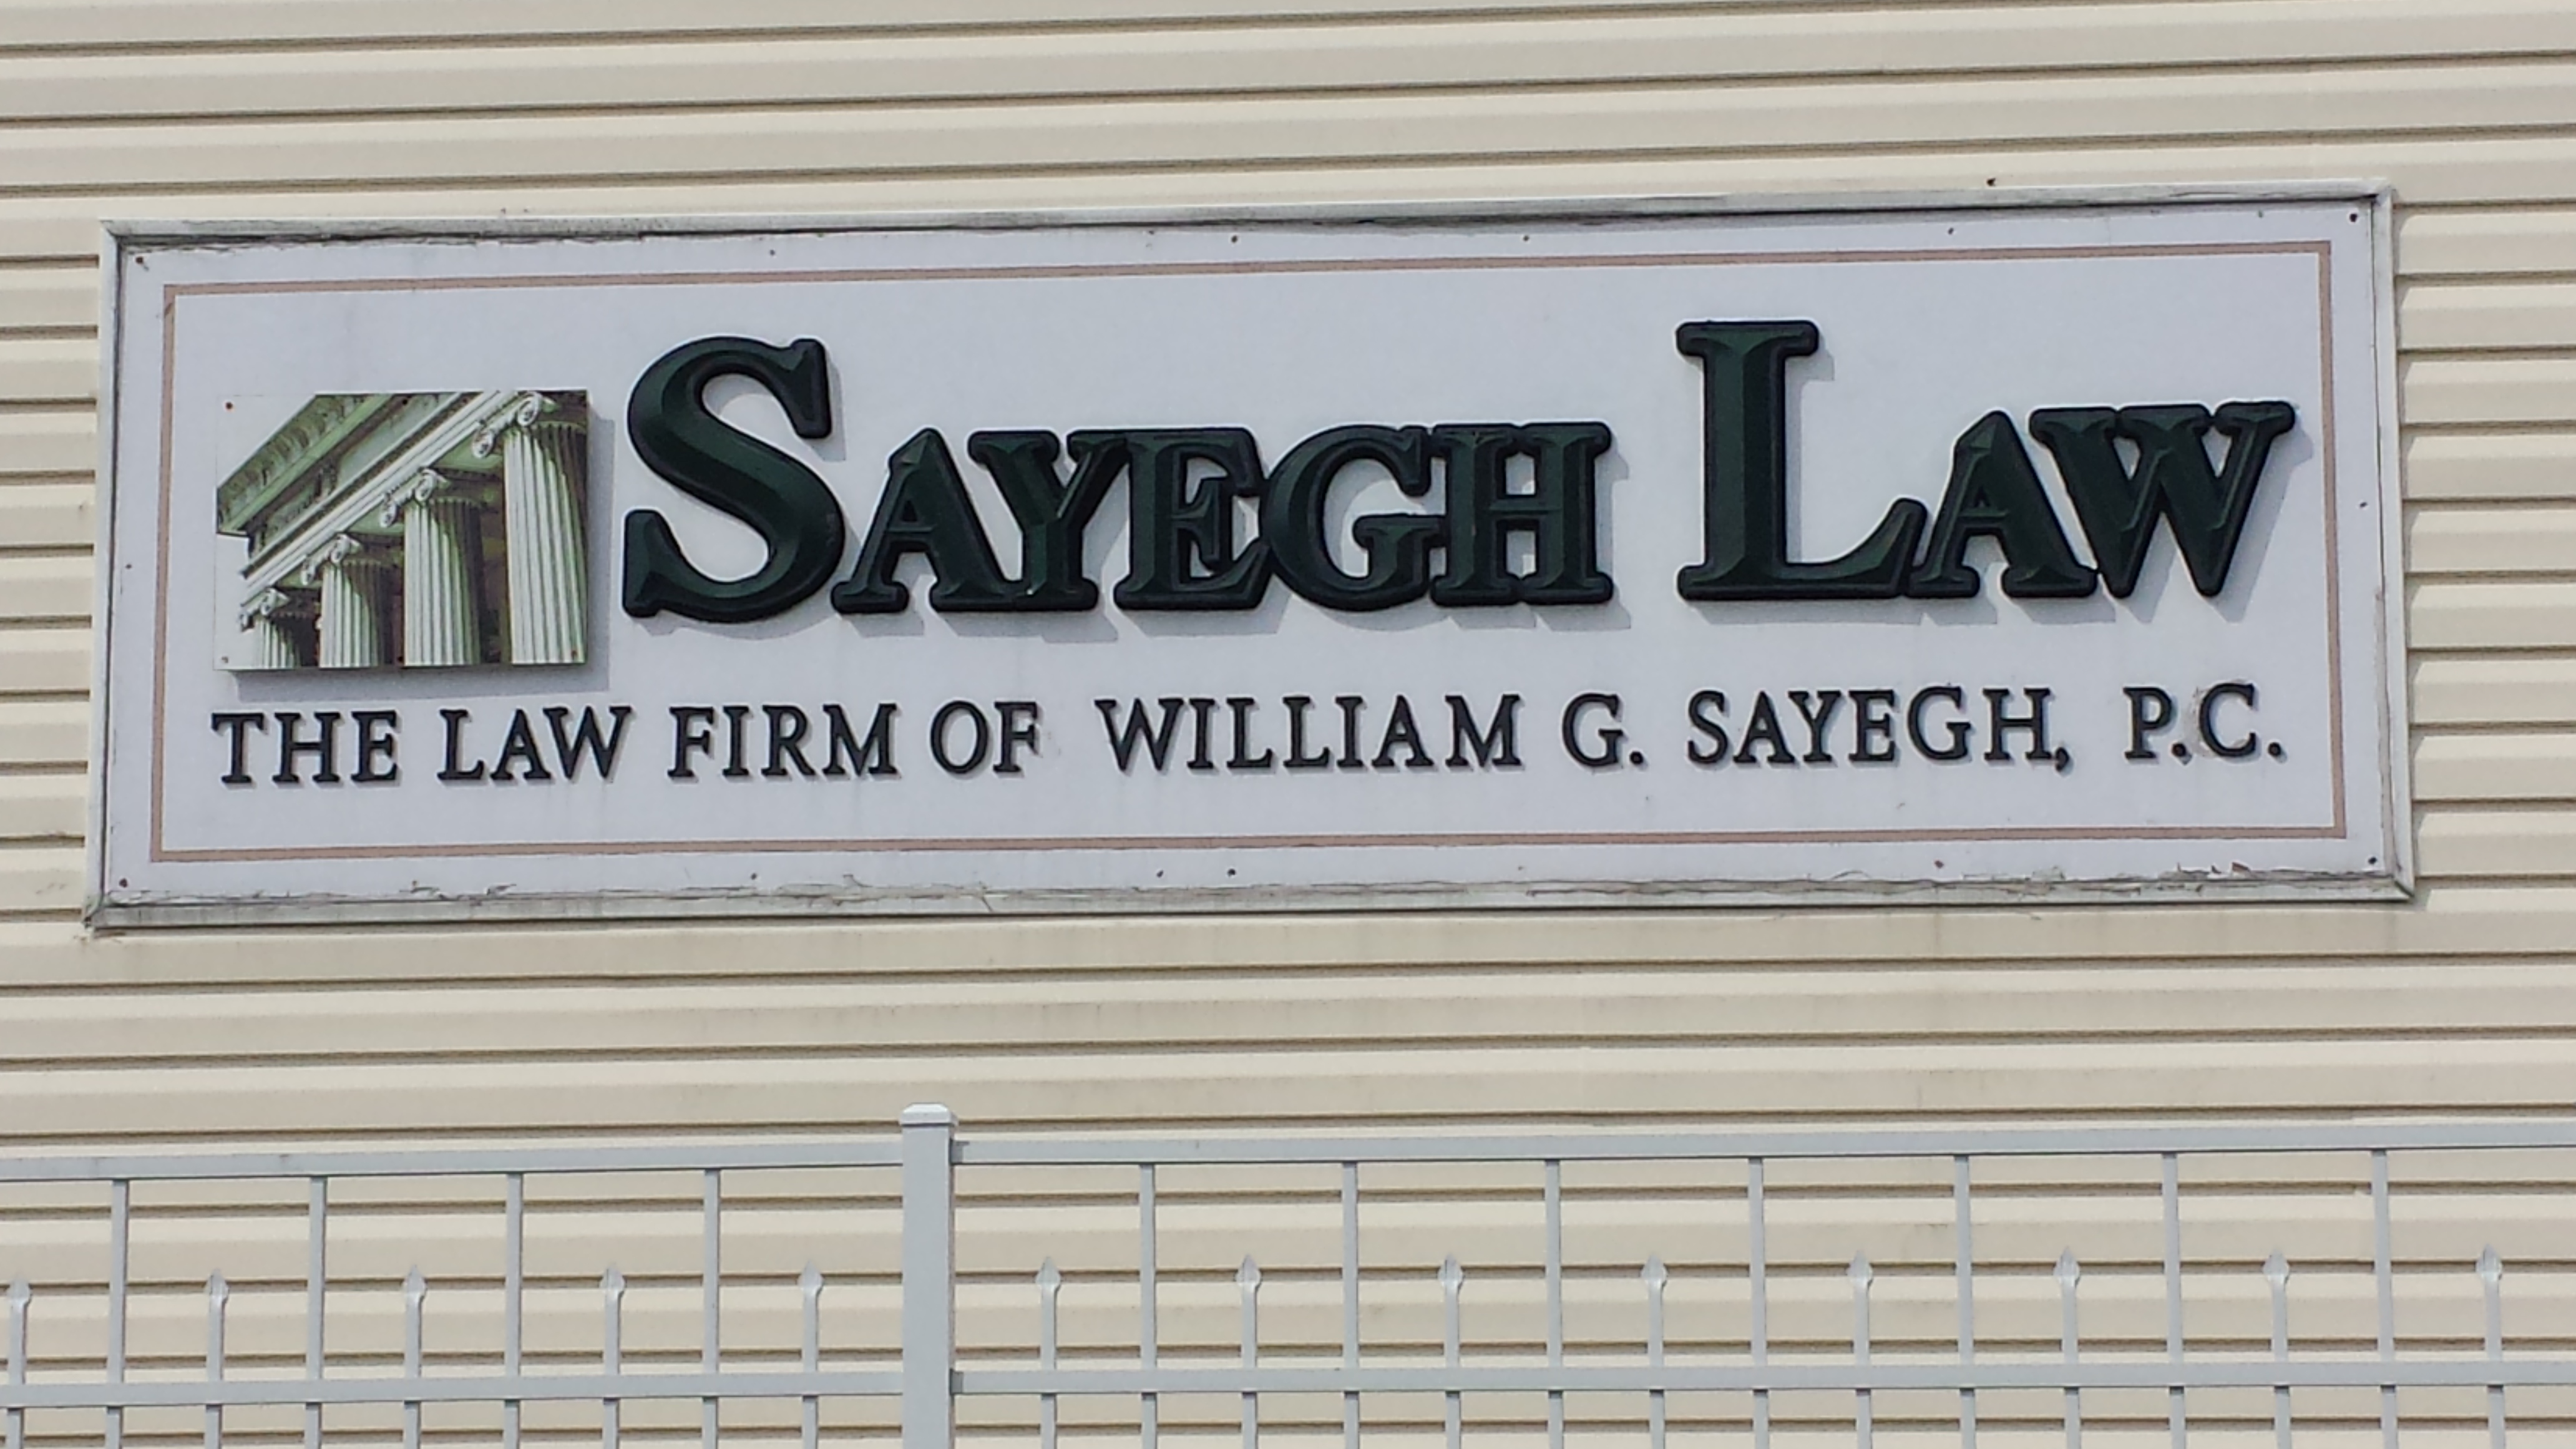 SAYEGH LAW
THE LAW FIRM OF WILLIAM G. SAYEGH, P.C.